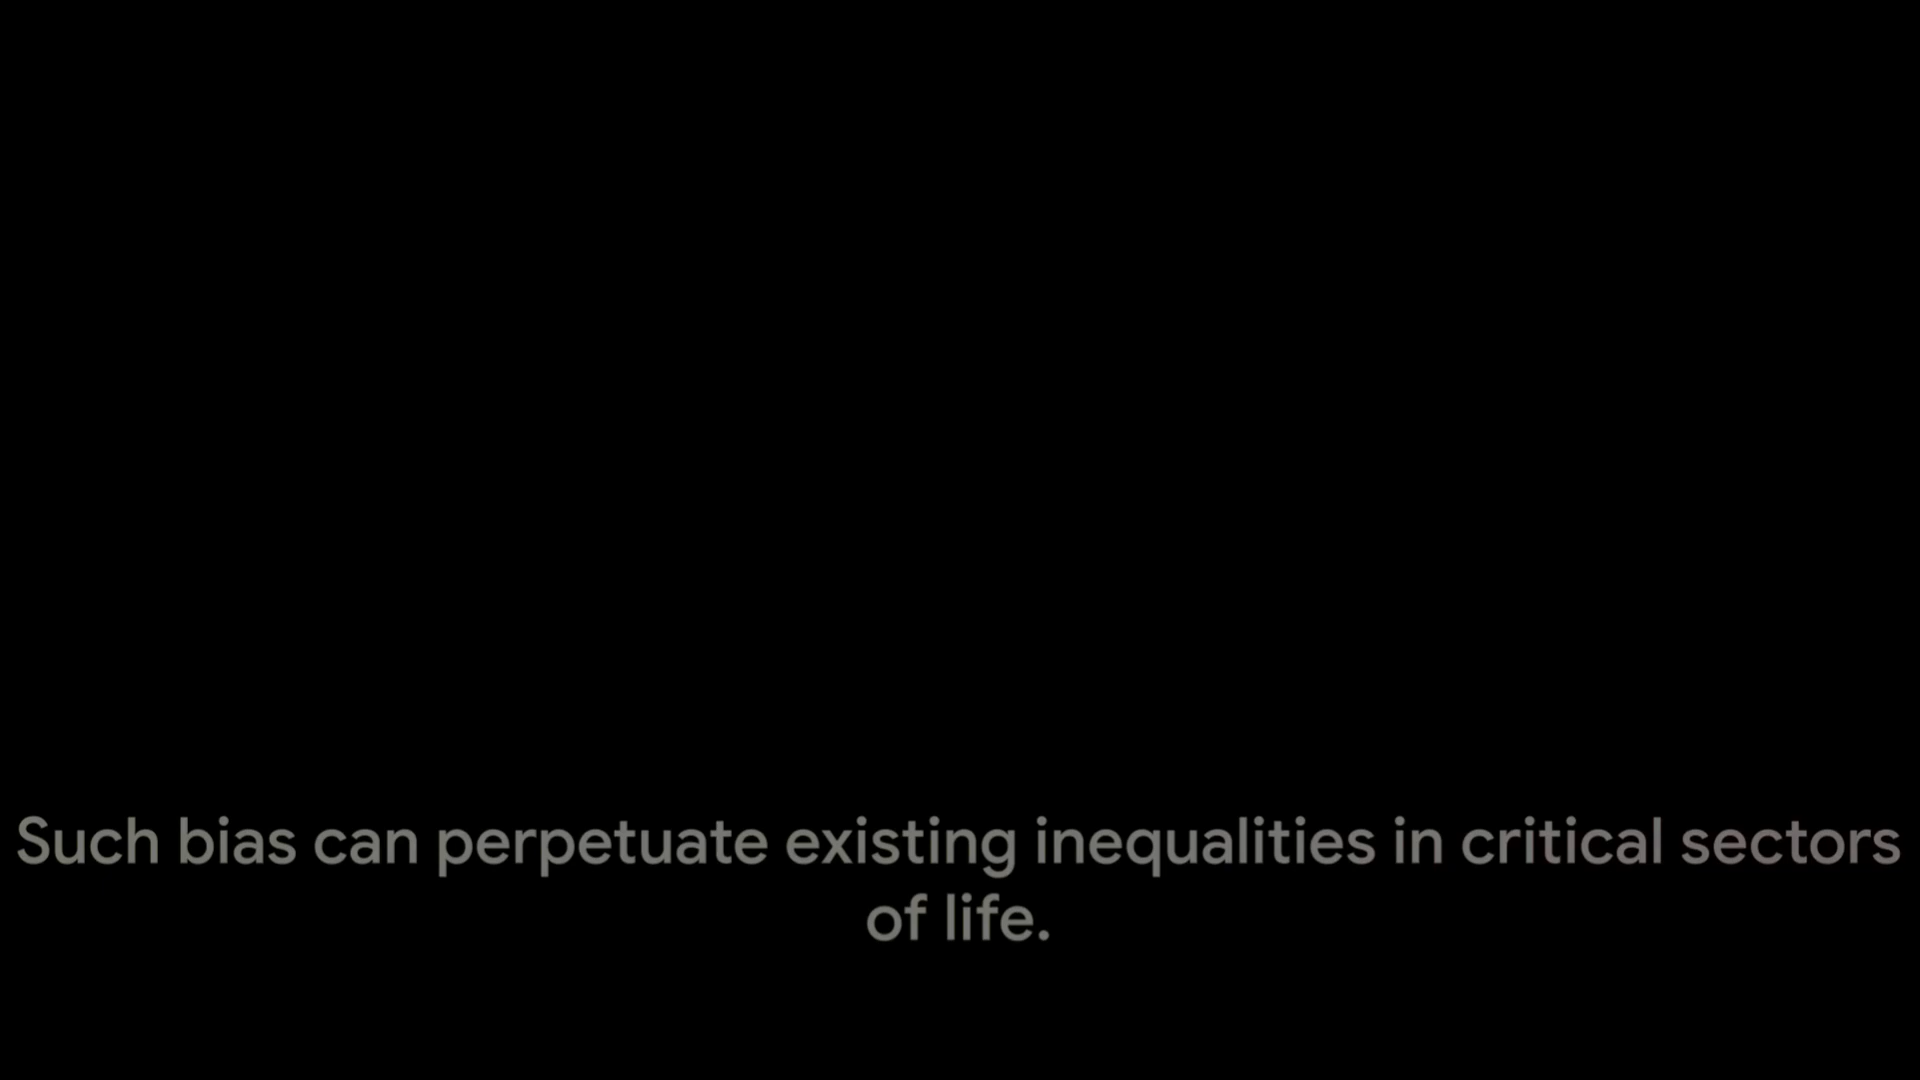 Such bias can perpetuate existing inequalities in critical sectors
of life.